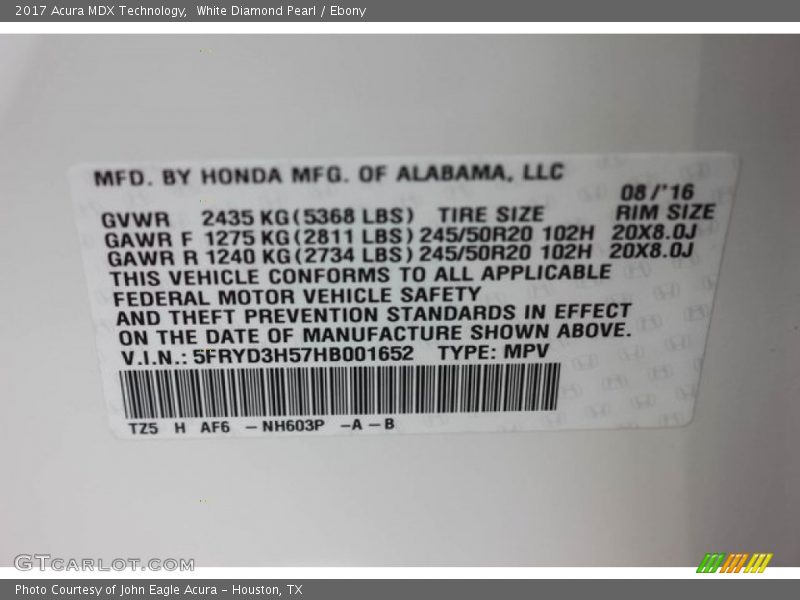 2017 Acura MDX Technology,  White Diamond Pearl / Ebony
MFD. BY HONDA MFG. OF ALABAMA, LLC
08/'16
GVWR 2435 KG(5368 LBS) TIRE SIZE RIM SIZE
GAWR F 1275 KG(2811 LBS) 245/50R20 102H 20X8.0J
GAWR R 1240 KG(2734 LBS) 245/50R20 102H 20X8.0J
THIS VEHICLE CONFORMS TO ALL APPLICABLE
FEDERAL MOTOR VEHICLE SAFETY
AND THEFT PREVENTION STANDARDS IN EFFECT
ON THE DATE OF MANUFACTURE SHOWN ABOVE.
V.I.N.: 5FRYD3H57HB001652 TYPE: MPV
TZ5 H AF6 -NH603P -A-B
GTCARLOT.COM
Photo Courtesy of John Eagle Acura - Houston, TX